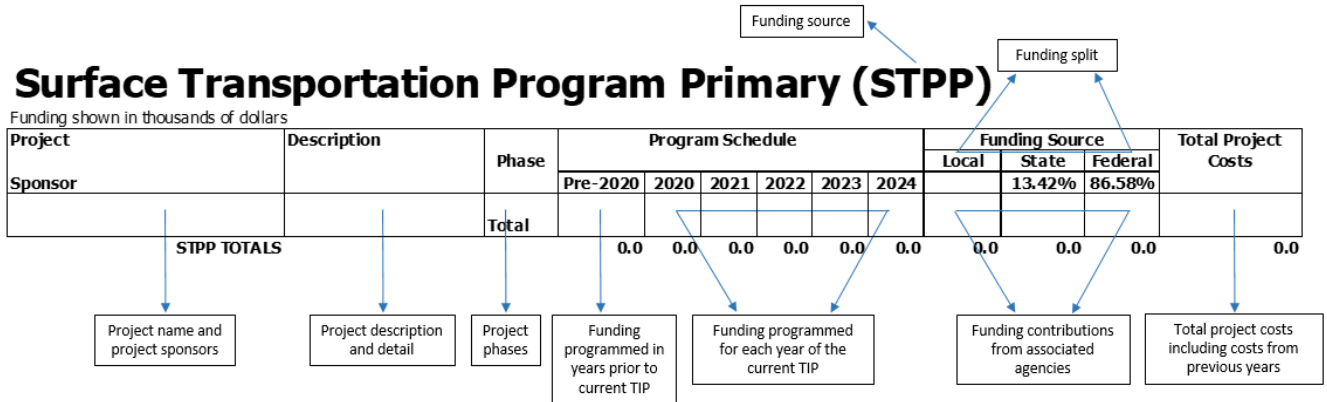 Funding source
Funding split
Surface Transportation Program Primary (STPP)
Funding shown in thousands of dollars
Project Description Program Schedule Funding Source Total Project
Phase Local State Federal Costs
Sponsor Pre-2020 2020 2021 2022 2023 2024 13.42% 86.58%
Total
STPP TOTALS 0.0 0.0 0.0 0.0 0.0 0.0 0.0 0.0 0.0 0.0
Project name and
project sponsors
Project description
and detail
Project
phases
Funding
programmed in
years prior to
current TIP
Funding programmed
for each year of the
current TIP
Funding contributions
from associated
agencies
Total project costs
including costs from
previous years